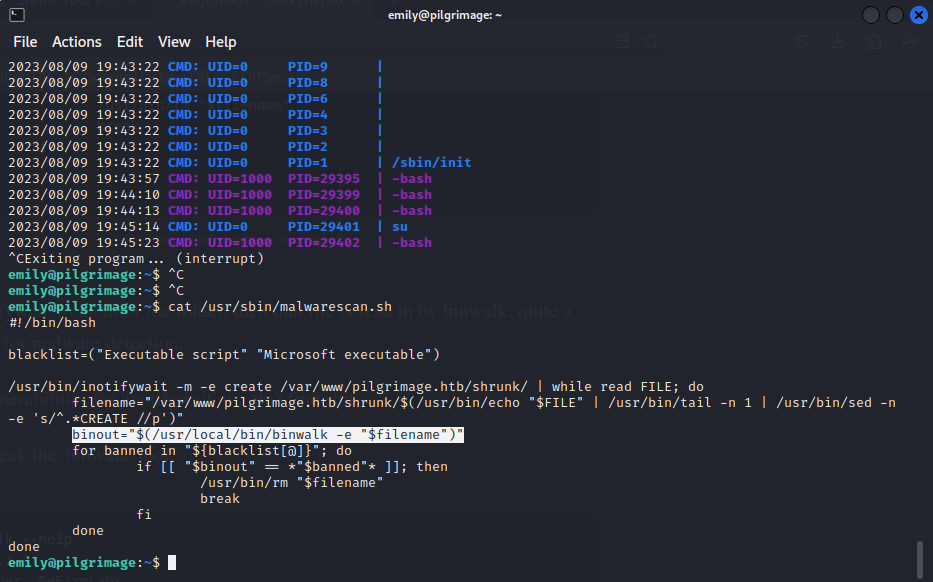 emily@pilgrimage: ~
File Actions Edit View Help
2023/08/09 19:43:22 CMD: UID=0 PID=9 |
2023/08/09 19:43:22 CMD: UID=0 PID=8 |
2023/08/09 19:43:22 CMD: UID=0 PID=6 |
2023/08/09 19:43:22 CMD: UID=0 PID=4 |
2023/08/09 19:43:22 CMD: UID=0 PID=3 |
2023/08/09 19:43:22 CMD: UID=0 PID=2 |
2023/08/09 19:43:22 CMD: UID=0 PID=1 | /sbin/init
2023/08/09 19:43:57 CMD: UID=1000 PID=29395 | -bash
2023/08/09 19:44:10 CMD: UID=1000 PID=29399 | -bash
2023/08/09 19:44:13 CMD: UID=1000 PID=29400 | -bash
2023/08/09 19:45:14 CMD: UID=0 PID=29401 | su
2023/08/09 19:45:23 CMD: UID=1000 PID=29402 | -bash
^CExiting program... (interrupt)
emily@pilgrimage:~$ ^C
emily@pilgrimage:~$ ^C
emily@pilgrimage:~$ cat /usr/sbin/malwarescan.sh
#!/bin/bash
blacklist=("Executable script" "Microsoft executable")
/usr/bin/inotifywait -m -e create /var/www/pilgrimage.htb/shrunk/ | while read FILE; do
filename="/var/www/pilgrimage.htb/shrunk/$(/usr/bin/echo "$FILE" | /usr/bin/tail -n 1 | /usr/bin/sed -n
-e 's/^.*CREATE //p')"
binout="$(/usr/local/bin/binwalk -e "$filename")"
for banned in "${blacklist[@]}"; do
if [[ "$binout" == *"$banned"* ]]; then
/usr/bin/rm "$filename"
break
fi
done
done
emily@pilgrimage:~$